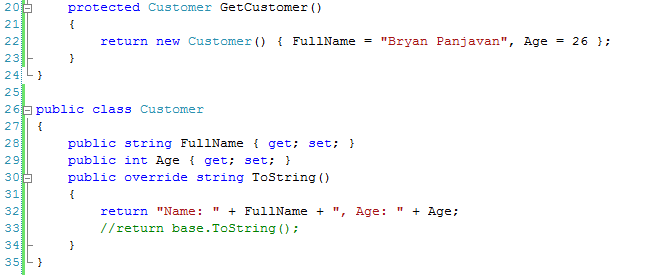 20 protected Customer GetCustomer()
21 {
22 return new Customer() { FullName = "Bryan Panjavan", Age = 26 };
23 }
24 }
25
26 public class Customer
27 {
28 public string FullName { get; set; }
29 public int Age { get; set; }
30 public override string ToString()
31 {
32 return "Name: " + FullName + ", Age: " + Age;
33 //return base.ToString();
34 }
35 }